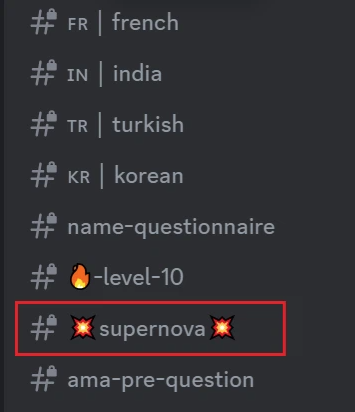 FR | french
IN | india
TR | turkish
KR | korean
name-questionnaire
🔥-level-10
💥supernova💥
ama-pre-question